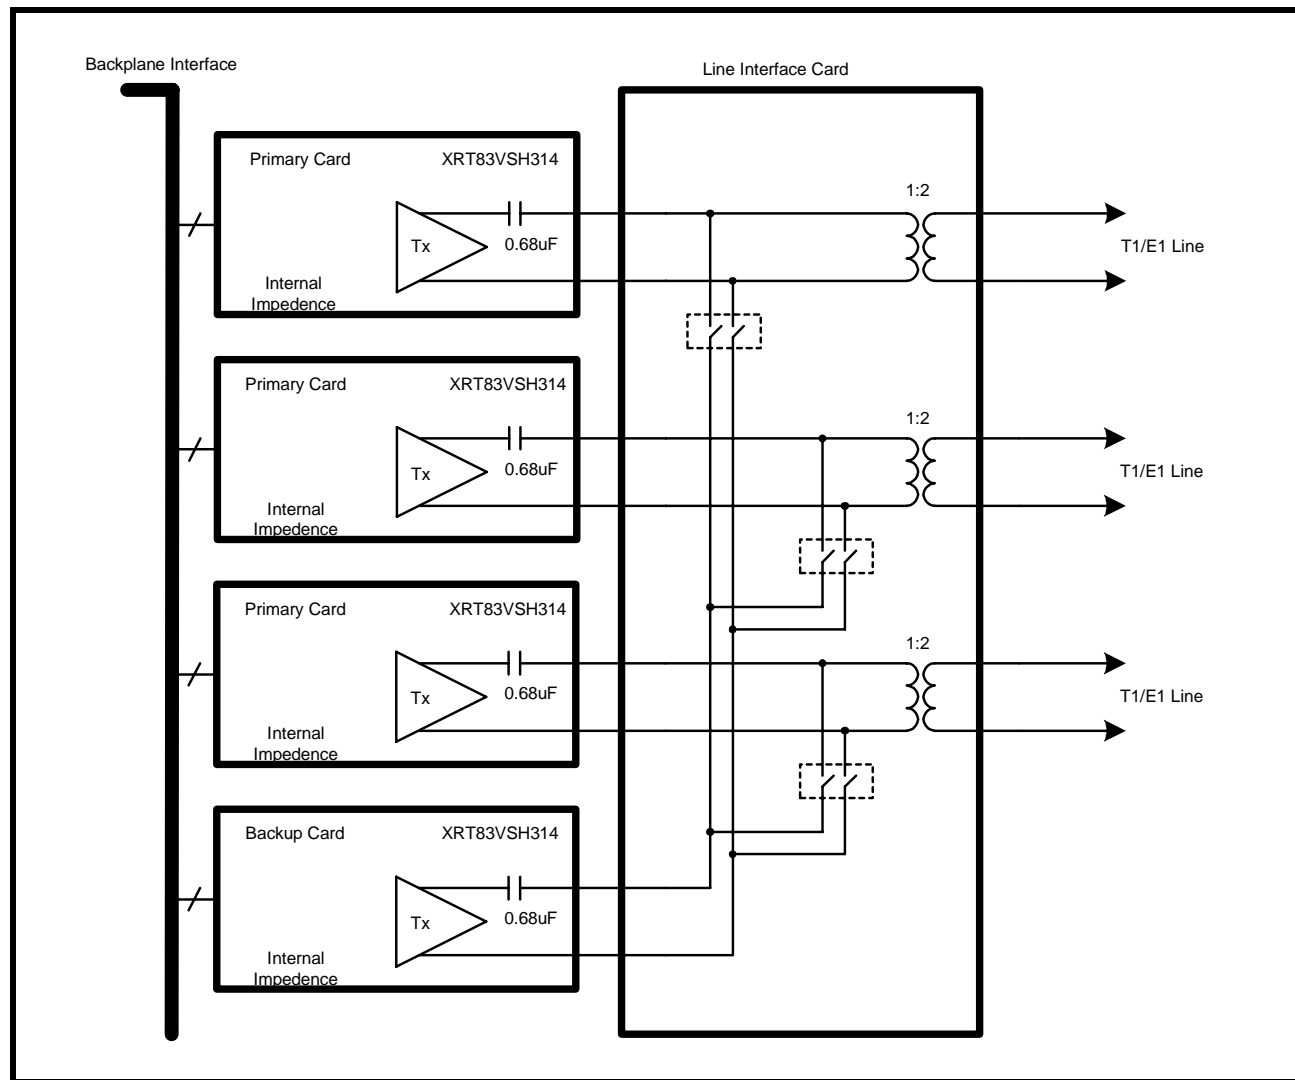 Backplane Interface
Line Interface Card
Primary Card XRT83VSH314
Tx
0.68uF
Internal
Impedence
1:2
T1/E1 Line
Primary Card XRT83VSH314
Tx
0.68uF
Internal
Impedence
1:2
T1/E1 Line
Primary Card XRT83VSH314
Tx
0.68uF
Internal
Impedence
1:2
T1/E1 Line
Backup Card XRT83VSH314
Tx
0.68uF
Internal
Impedence